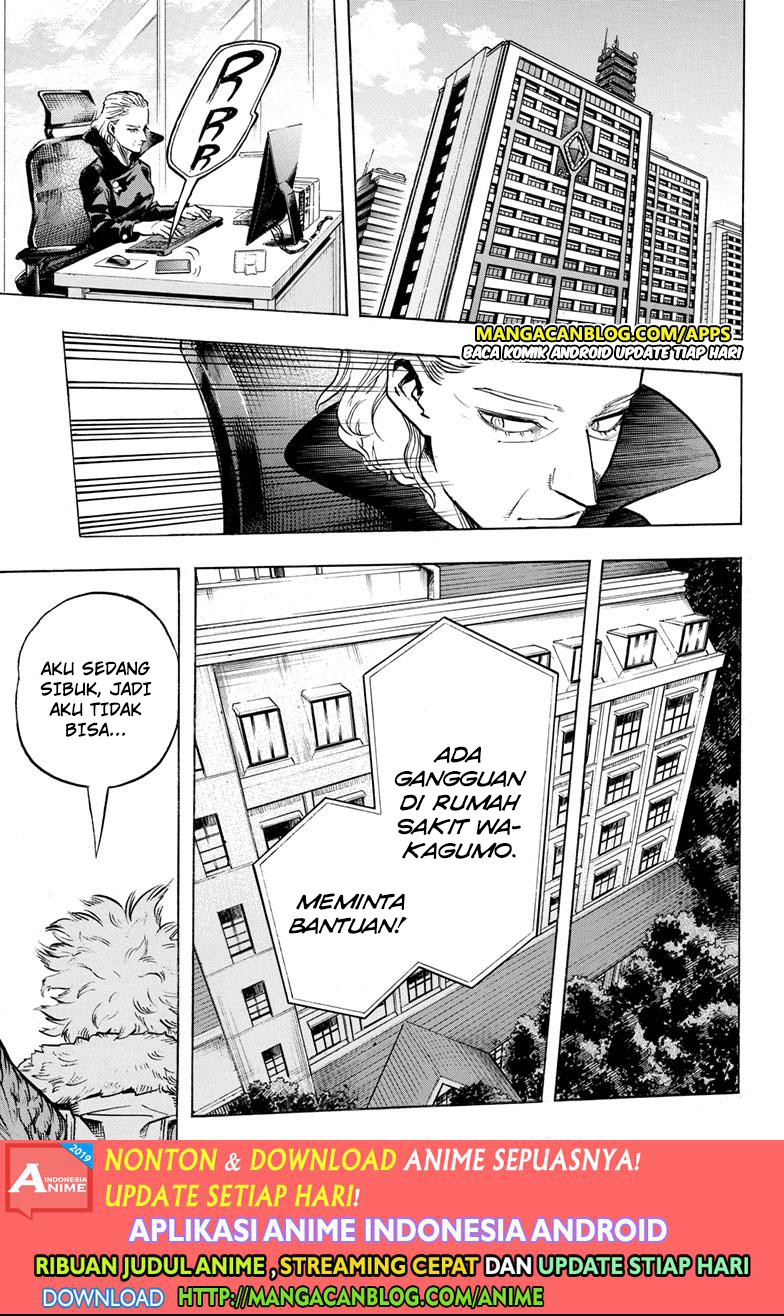 RRR
MANGACANBLOG.COM/APPS
BACA KOMIK ANDROID UPDATE TIAP HARI
ADA
GANGGUAN
DI RUMAH
SAKIT WA-
KAGUMO.
MEMINTA
BANTUAN!
AKU SEDANG
SIBUK, JADI
AKU TIDAK
BISA...
2019
A INDONESIA
ANIME
NONTON & DOWNLOAD ANIME SEPUASNYA!
UPDATE SETIAP HARI!
APLIKASI ANIME INDONESIA ANDROID
RIBUAN JUDUL ANIME , STREAMING CEPAT DAN UPDATE STIAP HARI
DOWNLOAD HTTP://MANGACANBLOG.COM/ANIME